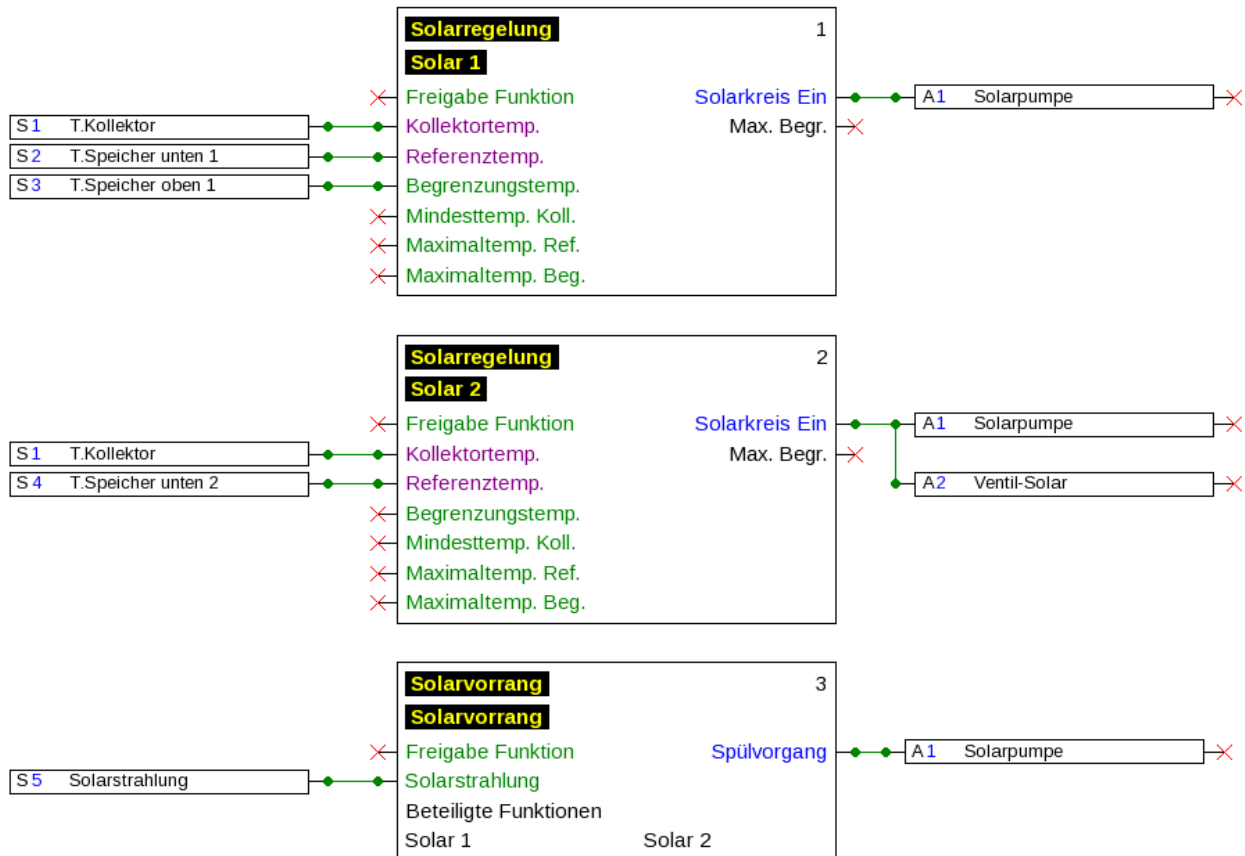 Solarregelung 1
Solar 1
Freigabe Funktion Solarkreis Ein A1 Solarpumpe
S1 T.Kollektor Kollektortemp. Max. Begr.
S2 T.Speicher unten 1 Referenztemp.
S3 T.Speicher oben 1 Begrenzungstemp.
Mindesttemp. Koll.
Maximaltemp. Ref.
Maximaltemp. Beg.
Solarregelung 2
Solar 2
Freigabe Funktion Solarkreis Ein A1 Solarpumpe
S1 T.Kollektor Kollektortemp. Max. Begr.
S4 T.Speicher unten 2 Referenztemp. A2 Ventil-Solar
Begrenzungstemp.
Mindesttemp. Koll.
Maximaltemp. Ref.
Maximaltemp. Beg.
Solarvorrang 3
Solarvorrang
Freigabe Funktion Spülvorgang A1 Solarpumpe
S5 Solarstrahlung Solarstrahlung
Beteiligte Funktionen
Solar 1 Solar 2